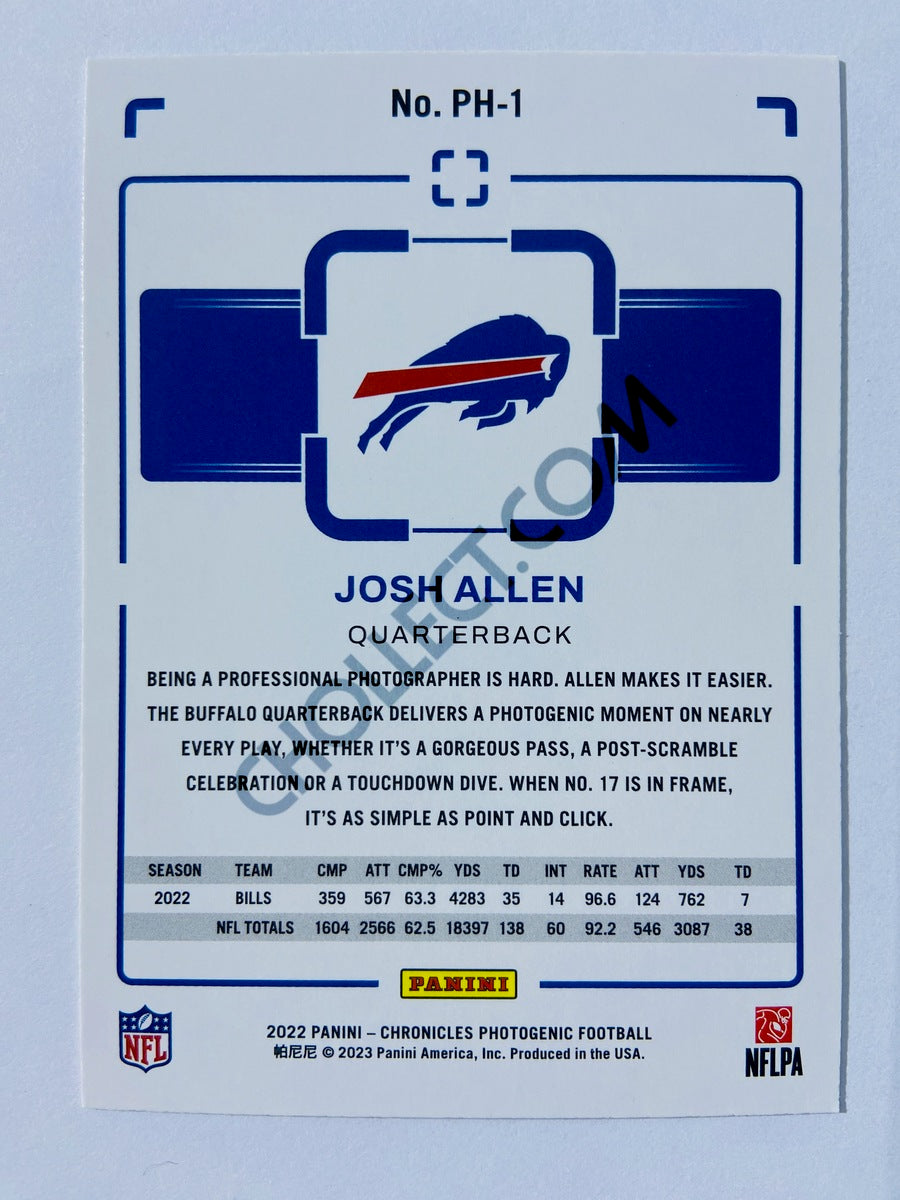 No. PH-1
JOSH ALLEN
QUARTERBACK
BEING A PROFESSIONAL PHOTOGRAPHER IS HARD. ALLEN MAKES IT EASIER.
THE BUFFALO QUARTERBACK DELIVERS A PHOTOGENIC MOMENT ON NEARLY
EVERY PLAY, WHETHER IT'S A GORGEOUS PASS, A POST-SCRAMBLE
CELEBRATION OR A TOUCHDOWN DIVE. WHEN NO. 17 IS IN FRAME,
IT'S AS SIMPLE AS POINT AND CLICK.
SEASON TEAM CMP ATT CMP% YDS TD INT RATE ATT YDS TD
2022 BILLS 359 567 63.3 4283 35 14 96.6 124 762 7
NFL TOTALS 1604 2566 62.5 18397 138 60 92.2 546 3087 38
PANINI
NFL
2022 PANINI – CHRONICLES PHOTOGENIC FOOTBALL
帕尼尼 © 2023 Panini America, Inc. Produced in the USA.
NFLPA
CHOLLECT.COM